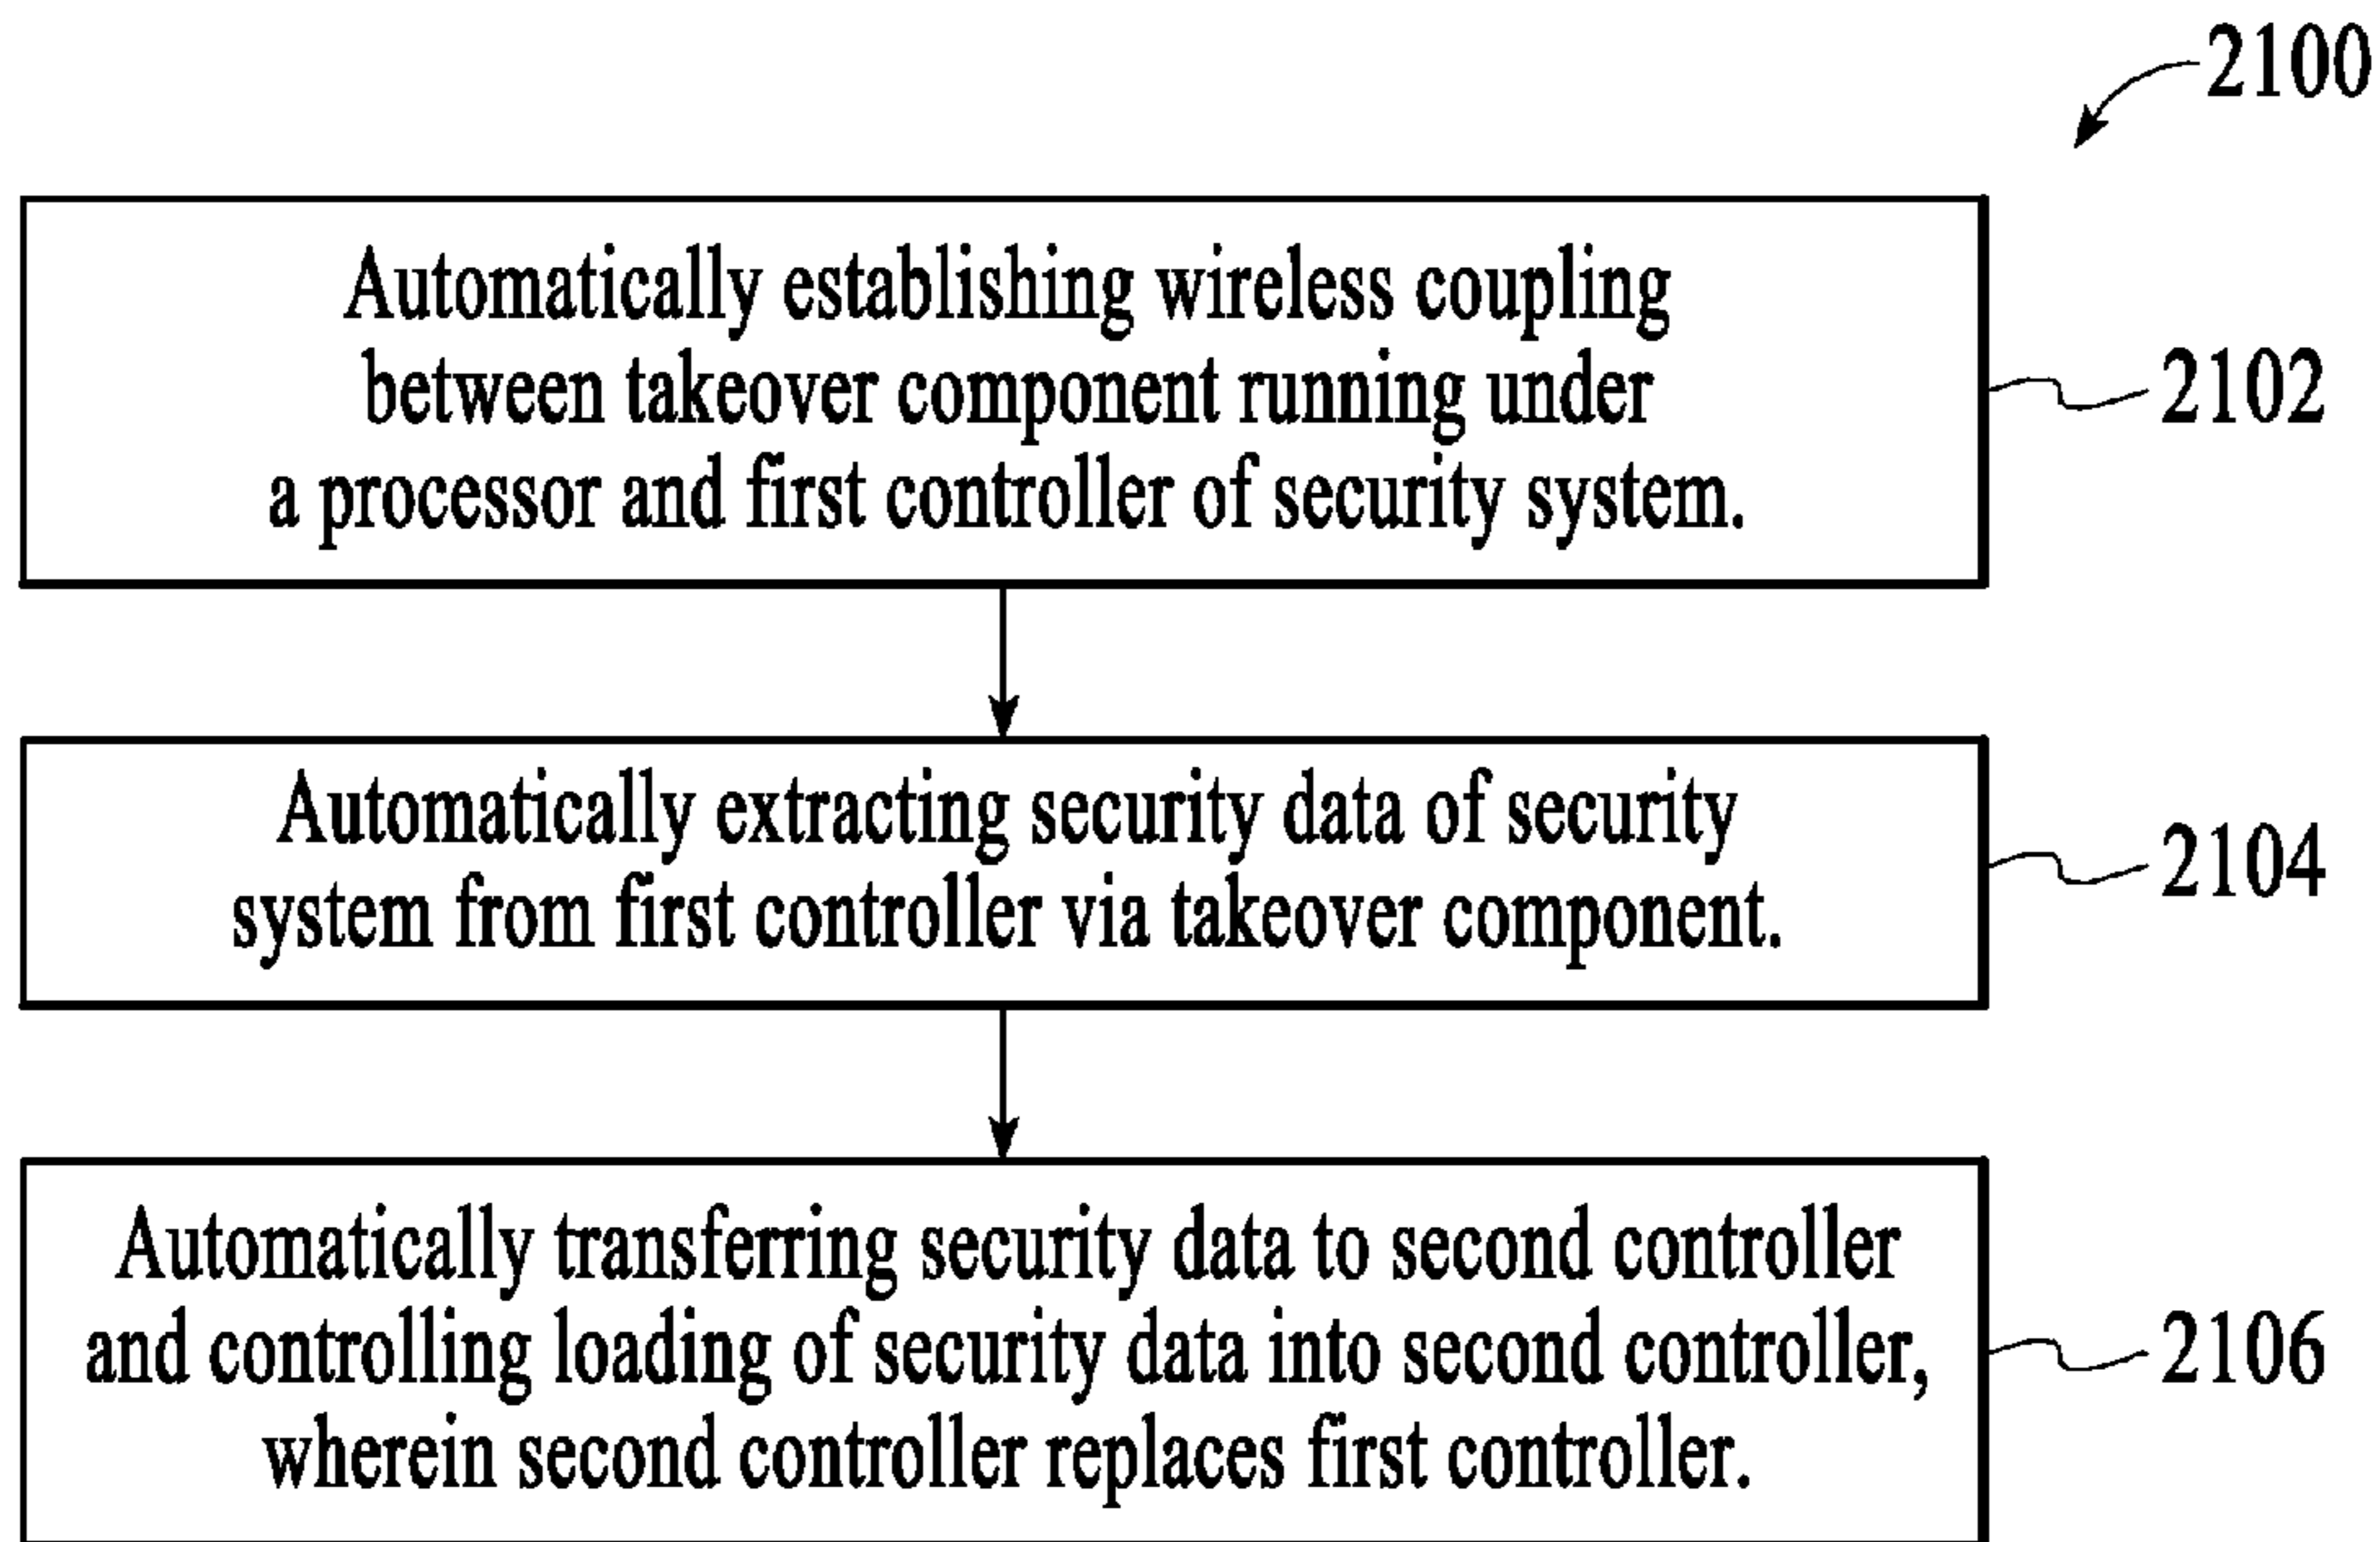 2100
Automatically establishing wireless coupling
between takeover component running under
a processor and first controller of security system.
2102
Automatically extracting security data of security
system from first controller via takeover component.
2104
Automatically transferring security data to second controller
and controlling loading of security data into second controller,
wherein second controller replaces first controller.
2106